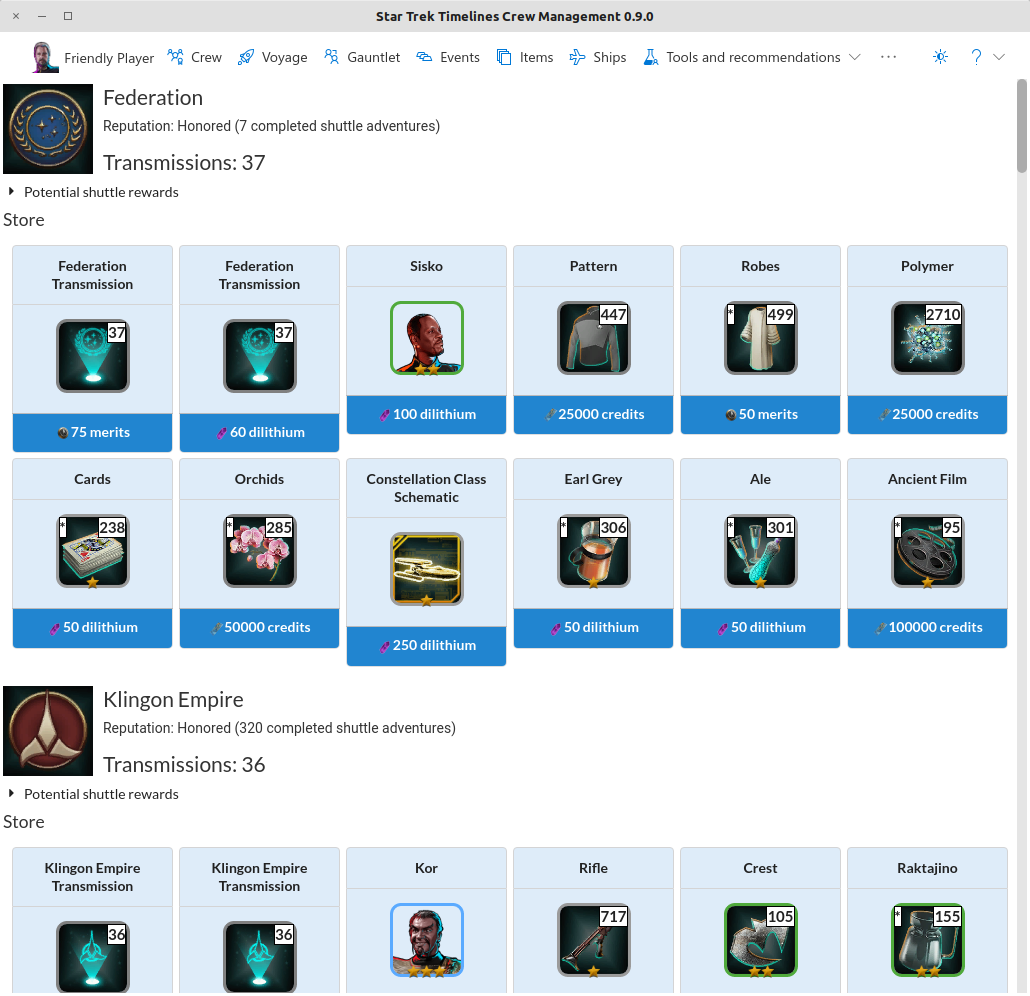 Star Trek Timelines Crew Management 0.9.0
Friendly Player Crew Voyage Gauntlet Events Items Ships Tools and recommendations ··· ?
Federation
Reputation: Honored (7 completed shuttle adventures)
Transmissions: 37
Potential shuttle rewards
Store
Federation Transmission
37
75 merits
Federation Transmission
37
60 dilithium
Sisko
100 dilithium
Pattern
447
25000 credits
Robes
* 499
50 merits
Polymer
2710
25000 credits
Cards
* 238
50 dilithium
Orchids
* 285
50000 credits
Constellation Class Schematic
250 dilithium
Earl Grey
* 306
50 dilithium
Ale
* 301
50 dilithium
Ancient Film
* 95
100000 credits
Klingon Empire
Reputation: Honored (320 completed shuttle adventures)
Transmissions: 36
Potential shuttle rewards
Store
Klingon Empire Transmission
36
Klingon Empire Transmission
36
Kor
Rifle
717
Crest
105
Raktajino
* 155